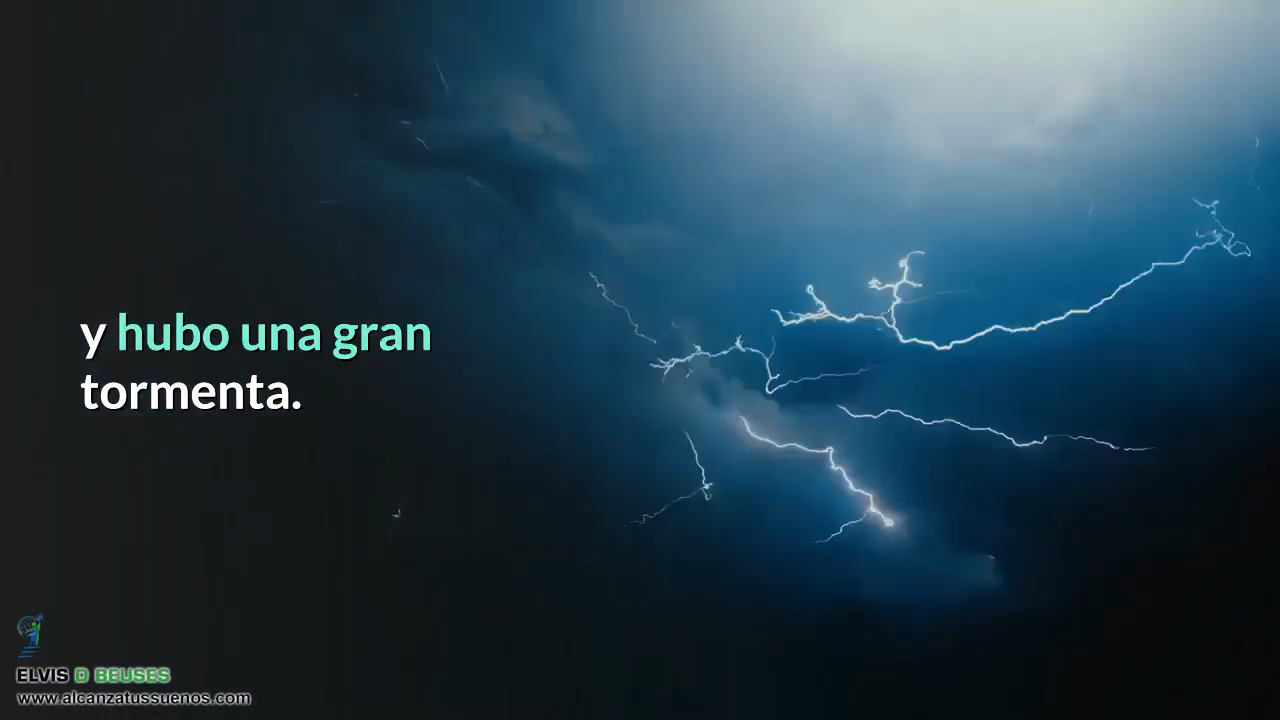 y hubo una gran
tormenta.
ELVIS D BEUSES
www.alcanzatussuenos.com